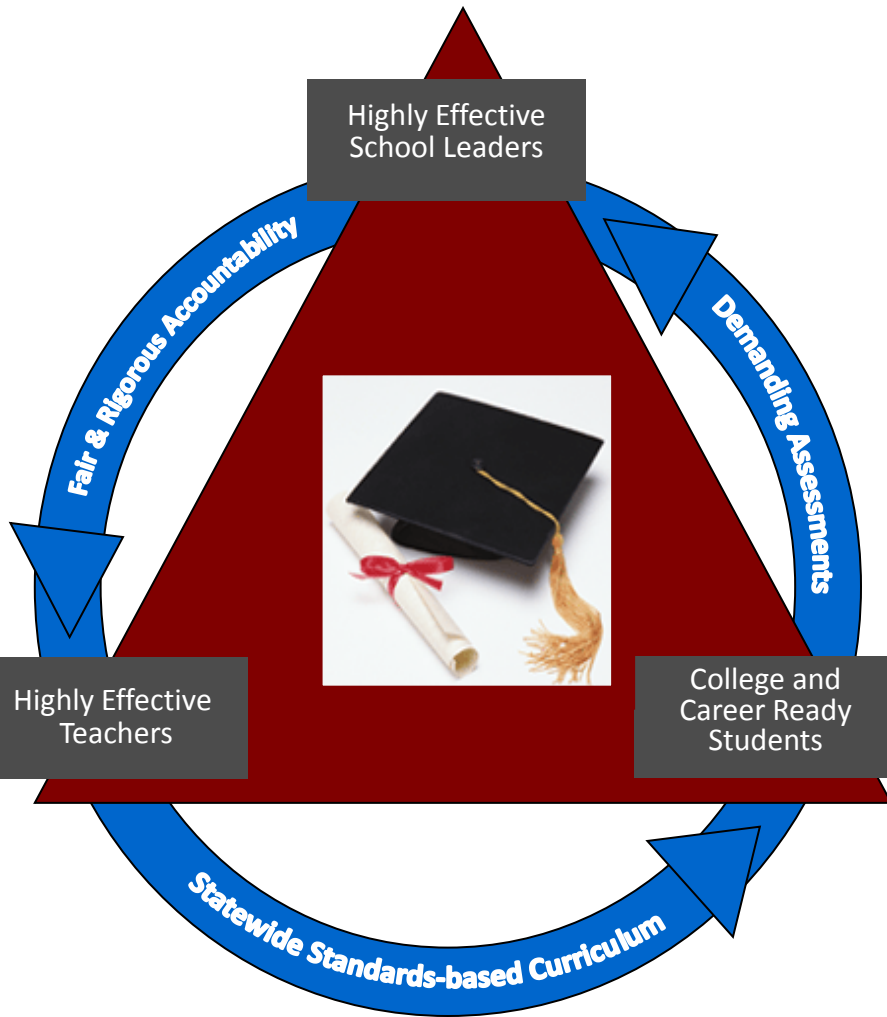 Highly Effective
School Leaders
Fair & Rigorous Accountability
Demanding Assessments
Highly Effective
Teachers
College and
Career Ready
Students
Statewide Standards-based Curriculum